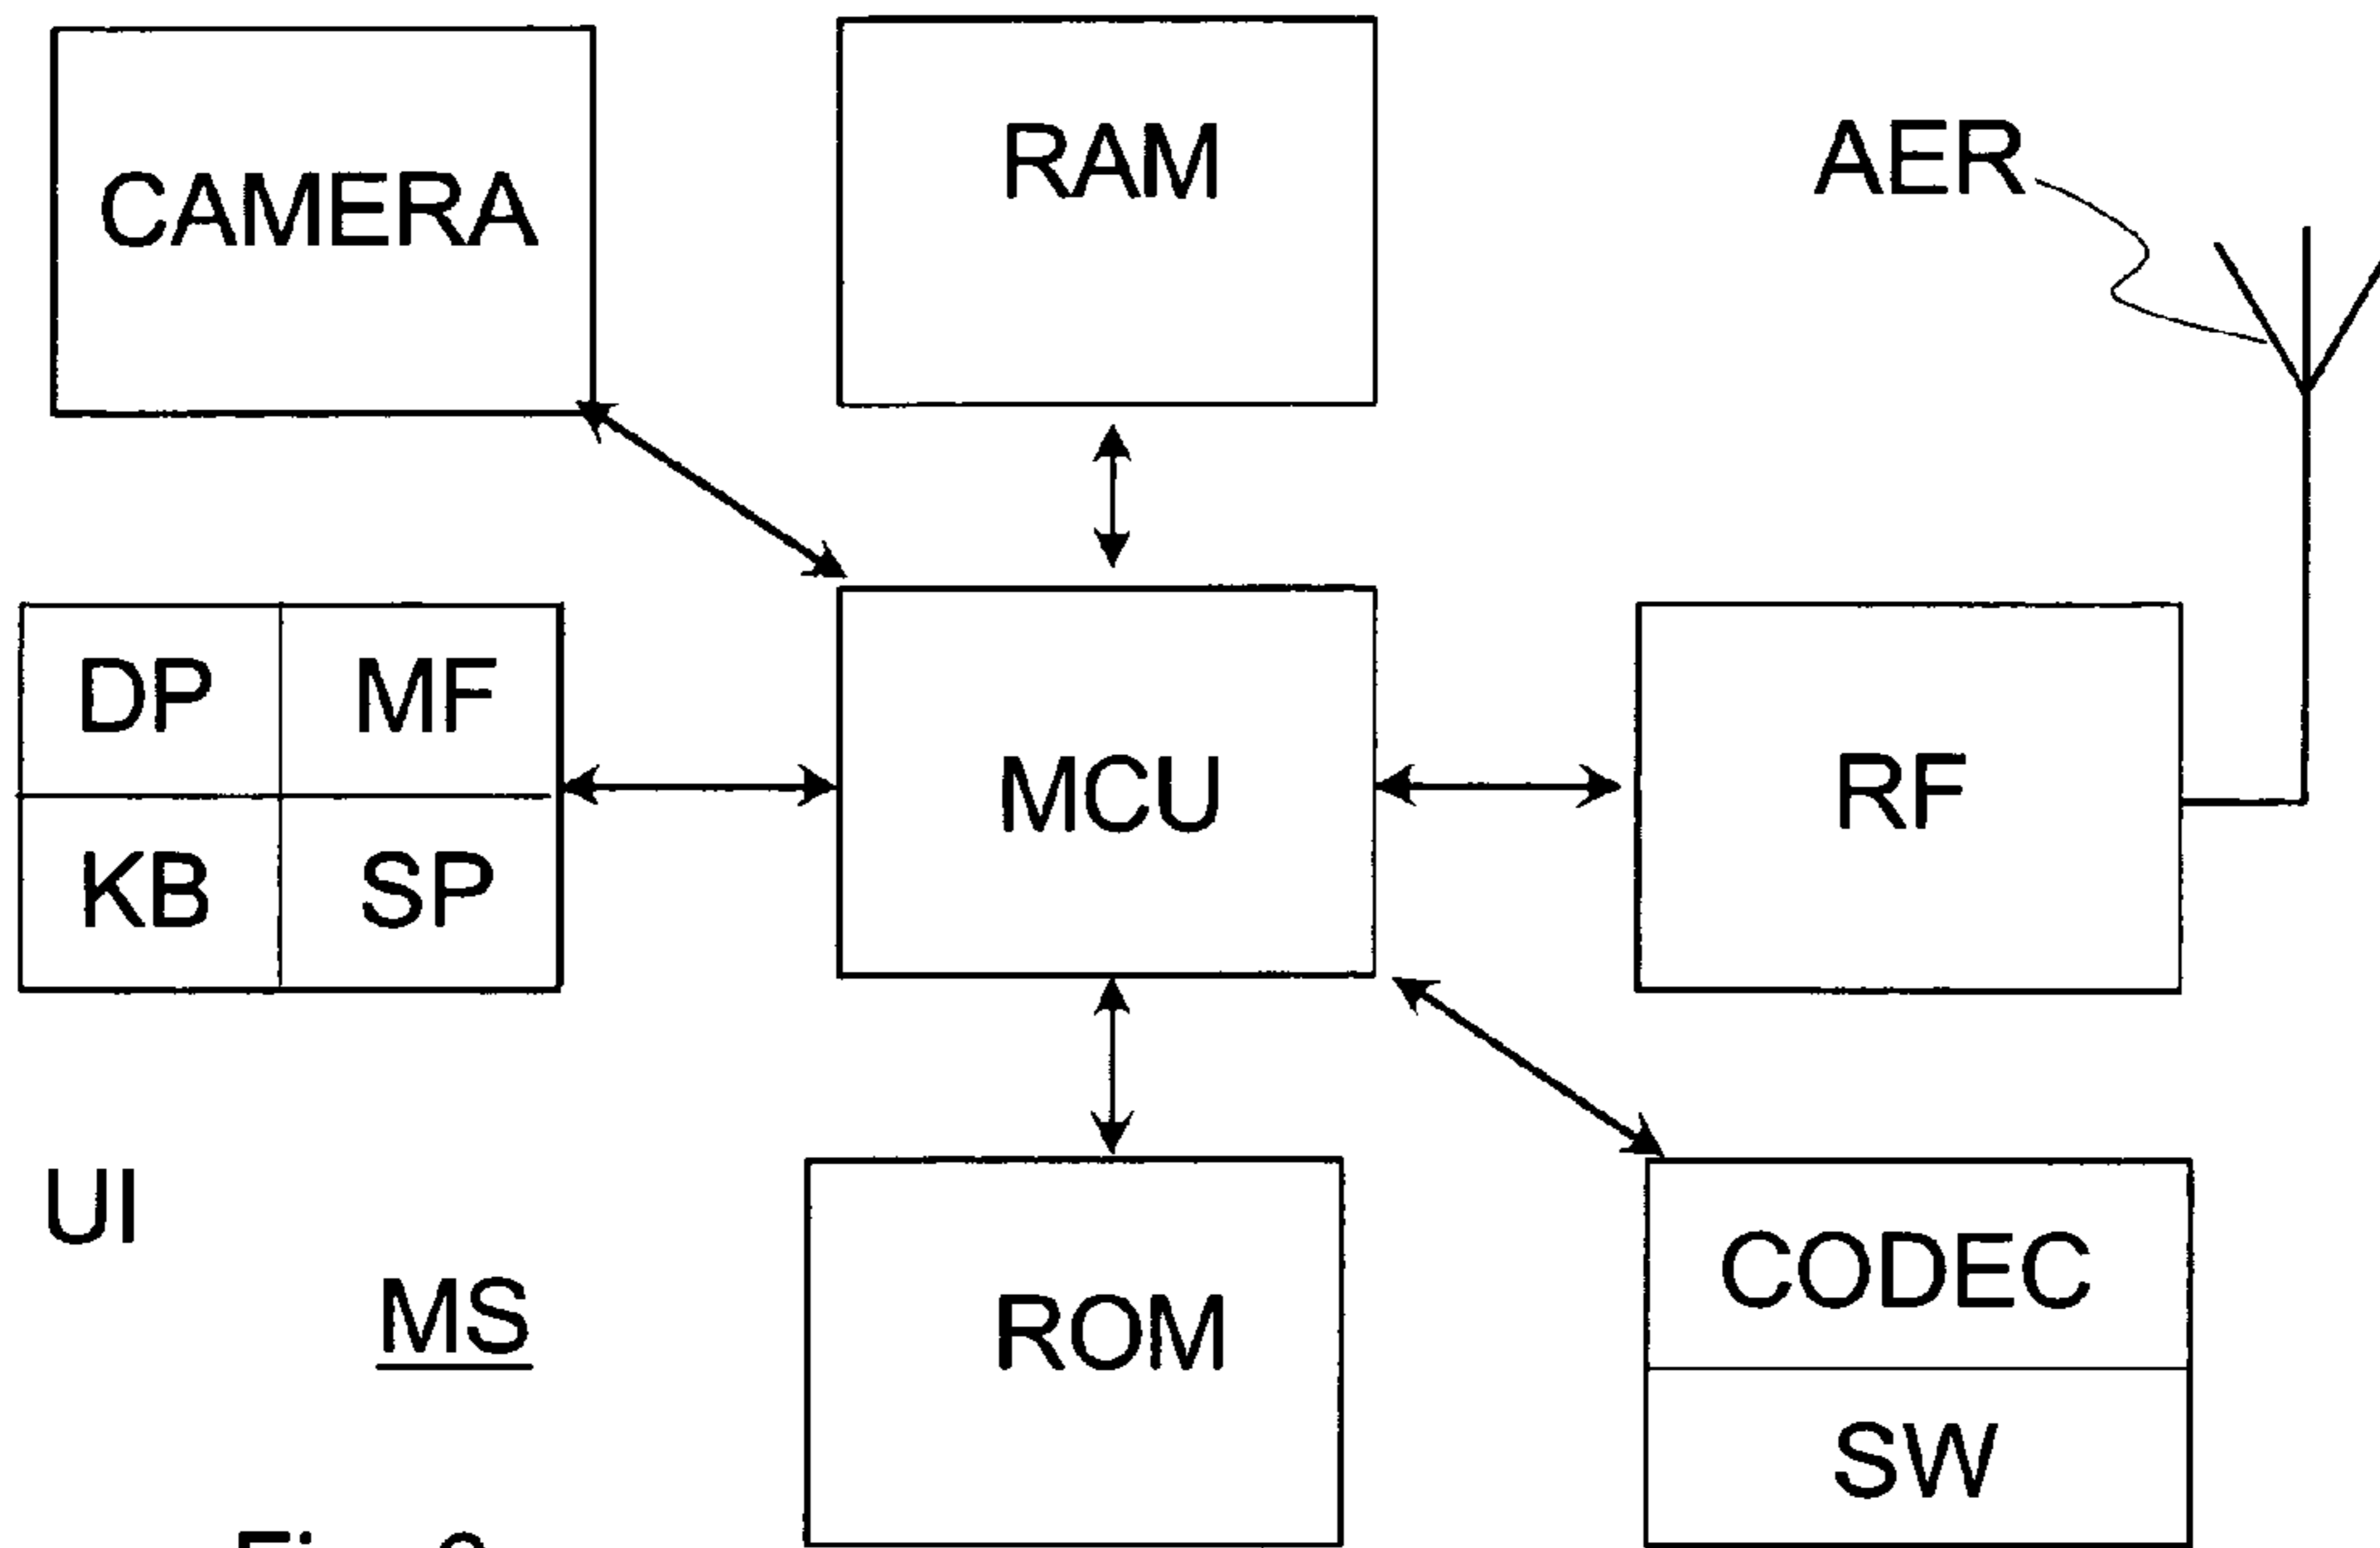 CAMERA
RAM
AER
DP MF
KB SP
MCU
RF
UI
MS
ROM
CODEC
SW